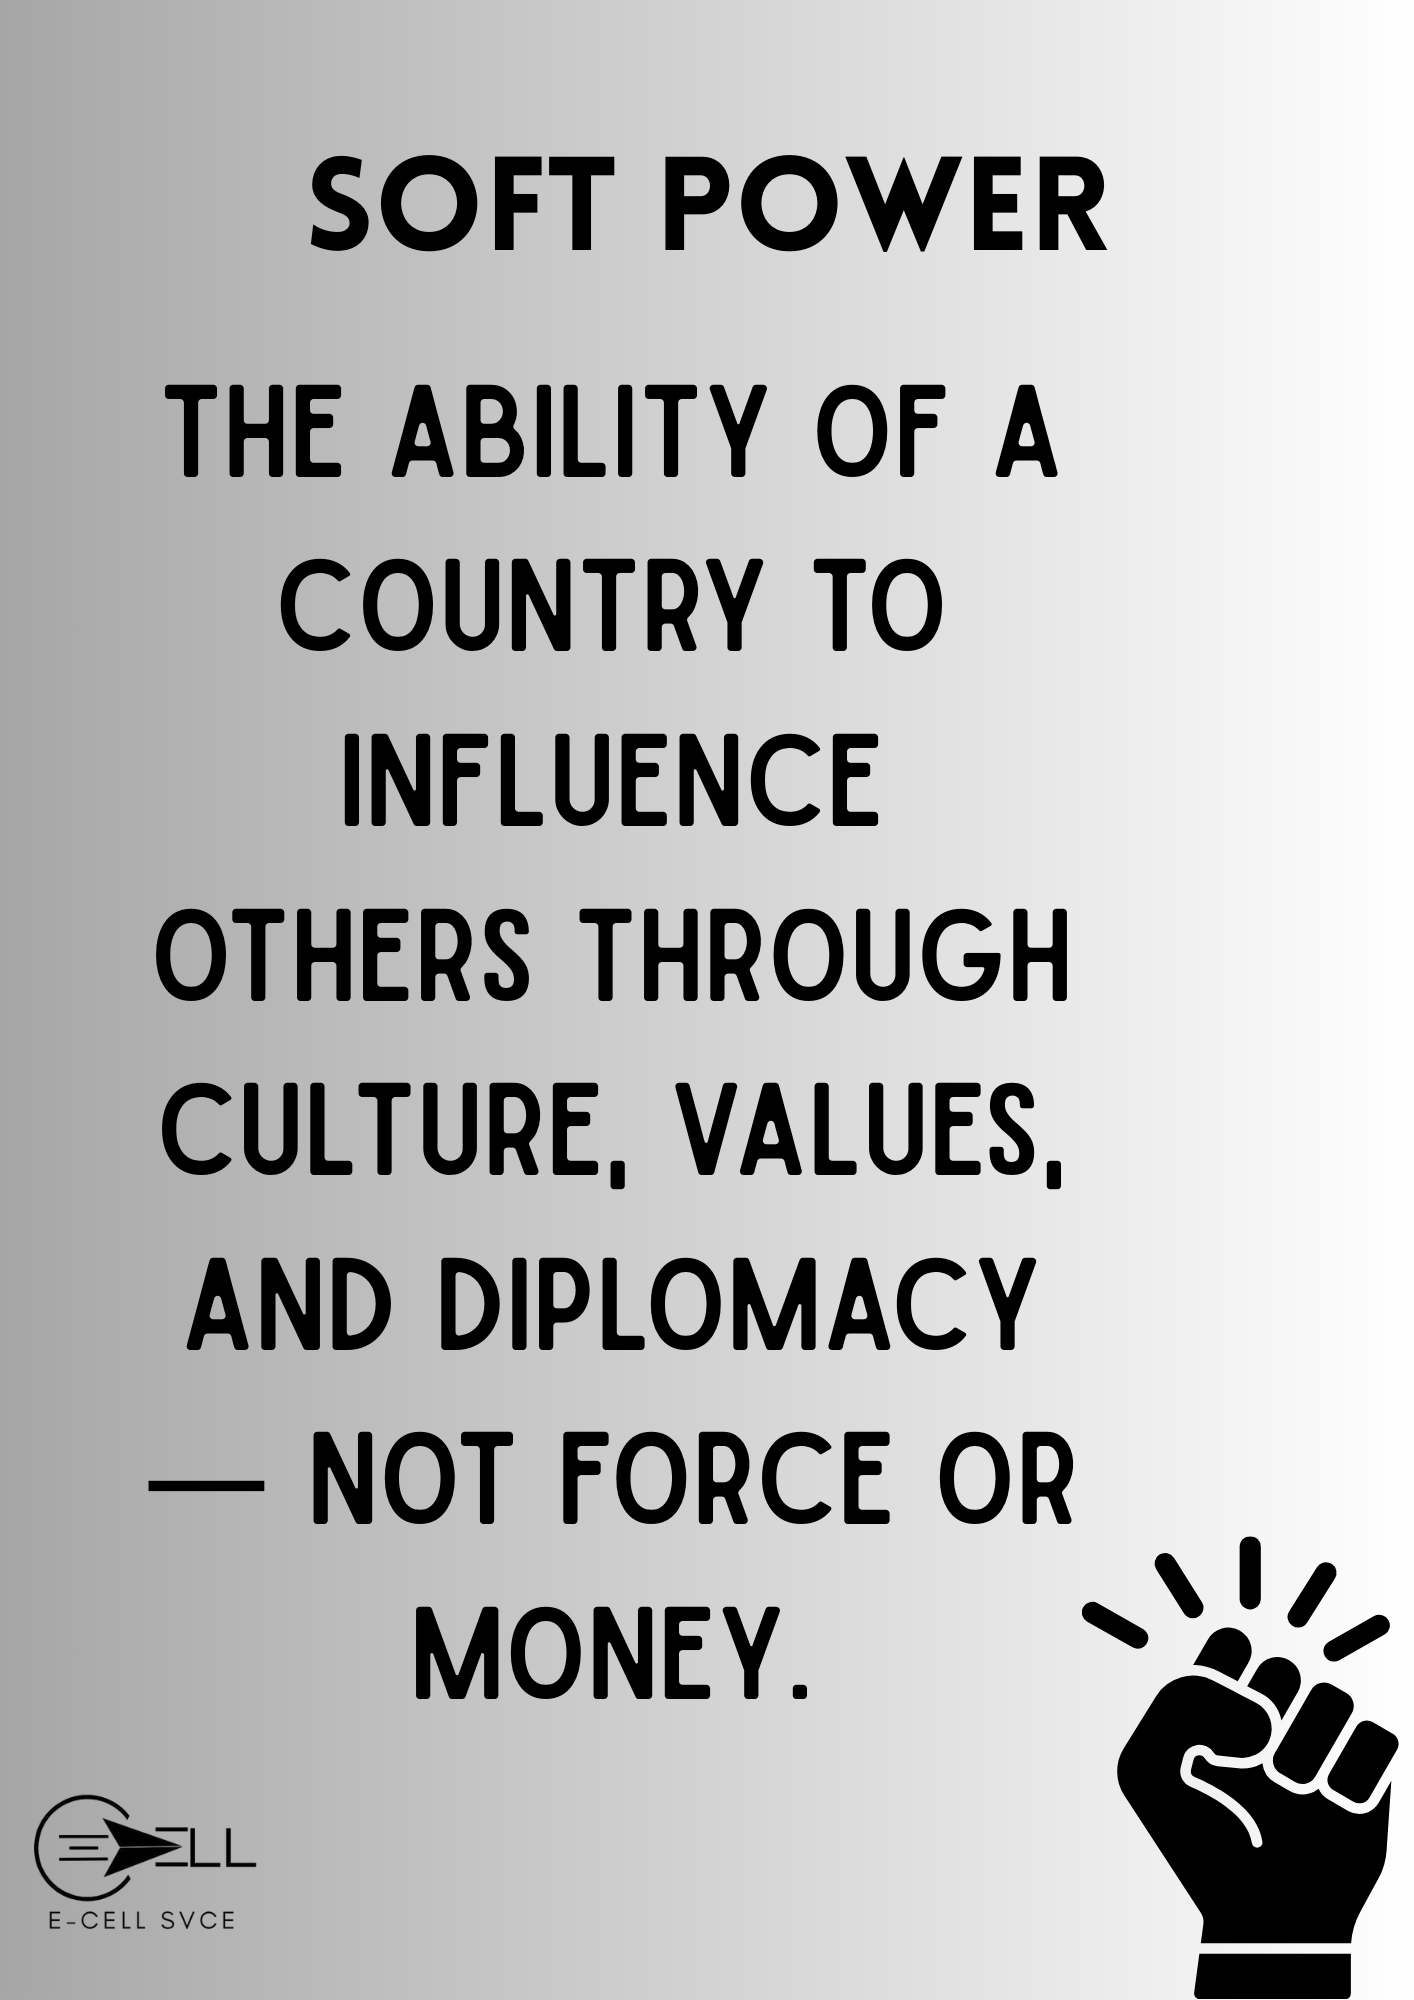 SOFT POWER
THE ABILITY OF A
COUNTRY TO
INFLUENCE
OTHERS THROUGH
CULTURE, VALUES,
AND DIPLOMACY
— NOT FORCE OR
MONEY.
ECELL
E-CELL SVCE